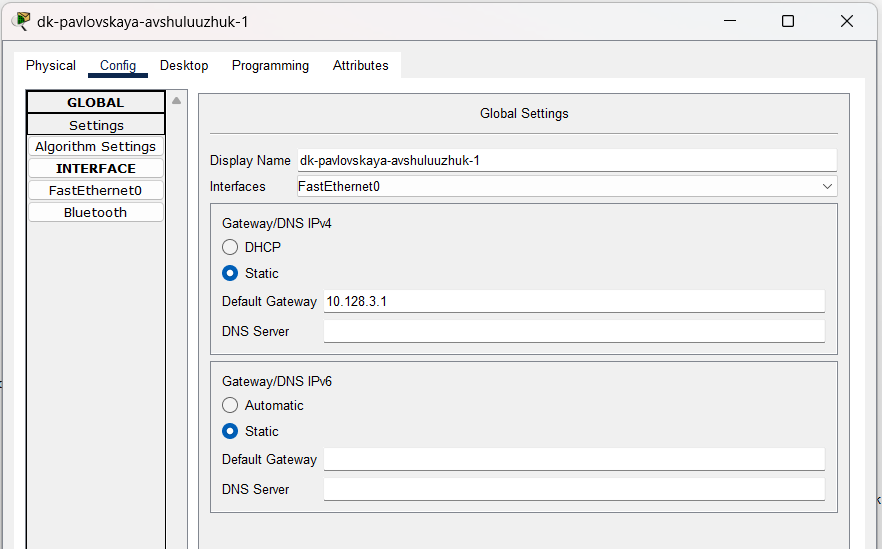 dk-pavlovskaya-avshuluuzhuk-1
Physical Config Desktop Programming Attributes
GLOBAL
Settings
Algorithm Settings
INTERFACE
FastEthernet0
Bluetooth
Global Settings
Display Name dk-pavlovskaya-avshuluuzhuk-1
Interfaces FastEthernet0
Gateway/DNS IPv4
DHCP
Static
Default Gateway 10.128.3.1
DNS Server
Gateway/DNS IPv6
Automatic
Static
Default Gateway
DNS Server